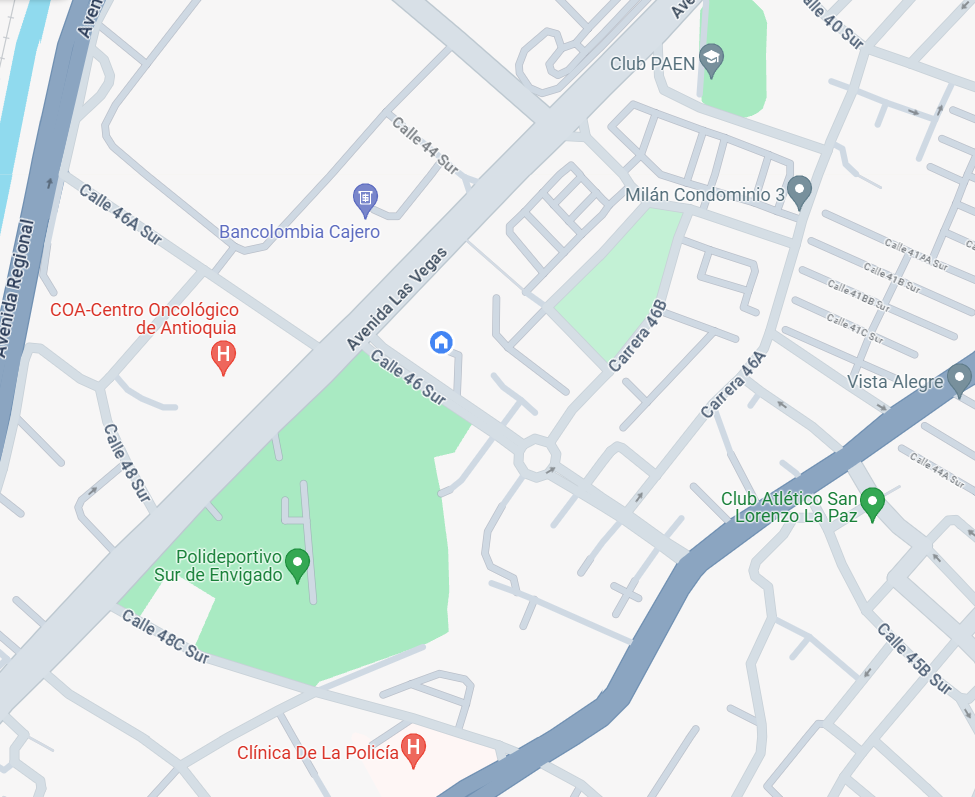 Aven
Ave
alle 40 Sur
Club PAEN
Calle 44 Sur
Calle 46A Sur
Milán Condominio 3
Bancolombia Cajero
Avenida Regional
Calle 41AA Sur
Calle 41B Sur
Calle 41BB Sur
Calle 41C Sur
Avenida Las Vegas
COA-Centro Oncológico
de Antioquia
Carrera 46B
Calle 46 Sur
Carrera 46A
Vista Alegre
Calle 48 Sur
Calle 44A Sur
Club Atlético San
Lorenzo La Paz
Polideportivo
Sur de Envigado
Calle 48C Sur
Calle 45B Sur
Clínica De La Policía